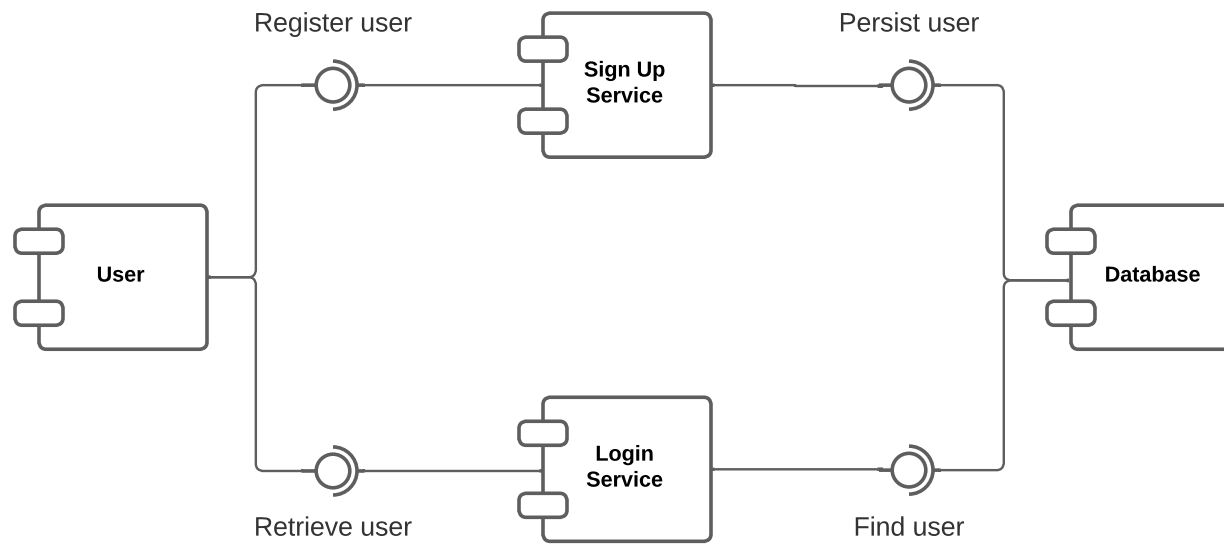 Register user
Persist user
Sign Up
Service
User
Database
Login
Service
Retrieve user
Find user